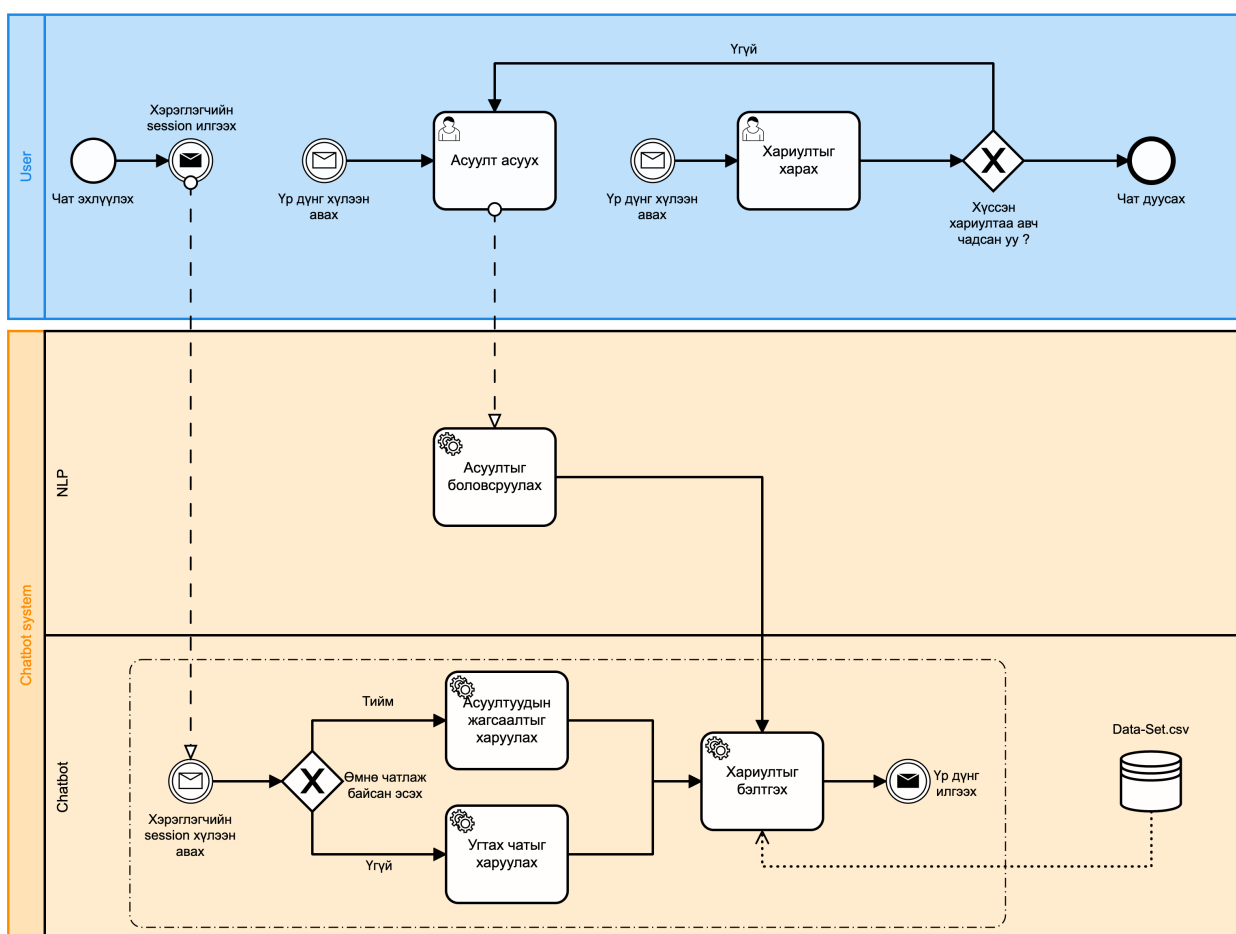 User
Чат эхлүүлэх
Хэрэглэгчийн
session илгээх
Үр дүнг хүлээн
авах
Асуулт асуух
Үр дүнг хүлээн
авах
Хариултыг
харах
Үгүй
Хүссэн
хариултаа авч
чадсан уу ?
Чат дуусах
Chatbot system
NLP
Асуултыг
боловсруулах
Chatbot
Хэрэглэгчийн
session хүлээн
авах
Өмнө чатлаж
байсан эсэх
Тийм
Үгүй
Асуултуудын
жагсаалтыг
харуулах
Угтах чатыг
харуулах
Хариултыг
бэлтгэх
Үр дүнг
илгээх
Data-Set.csv